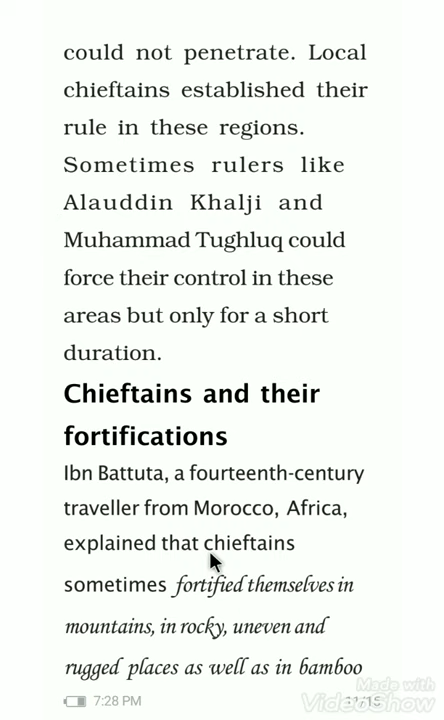 could not penetrate. Local
chieftains established their
rule in these regions.
Sometimes rulers like
Alauddin Khalji and
Muhammad Tughluq could
force their control in these
areas but only for a short
duration.
Chieftains and their
fortifications
Ibn Battuta, a fourteenth-century
traveller from Morocco, Africa,
explained that chieftains
sometimes fortified themselves in
mountains, in rocky, uneven and
rugged places as well as in bamboo
7:28 PM
11/15
Made with
VideoShow